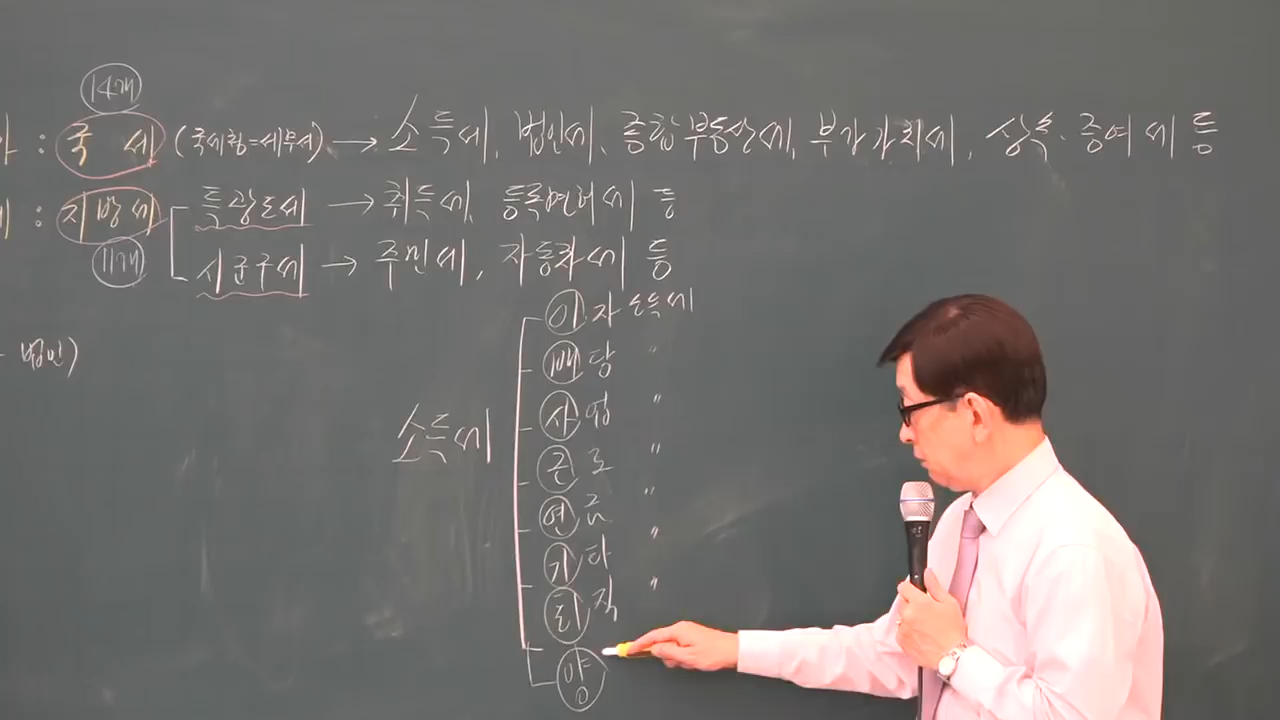 14개
: 국 세 (국세청=세무서) → 소득세, 법인세, 종합부동산세, 부가가치세, 상속·증여세 등
: 지방세 특광도세 → 취득세, 등록면허세 등
11개 시군구세 → 주민세, 자동차세 등
법인)
소득세
이자소득세
배당 〃
사업 〃
근로 〃
연금 〃
기타 〃
퇴직 〃
양